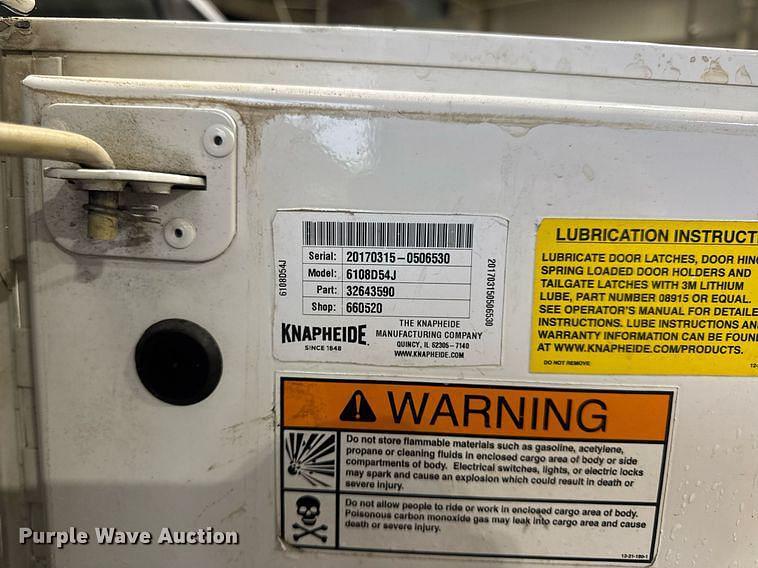 Serial: 20170315-0506530
Model: 6108D54J
Part: 32643590
Shop: 660520
6108D54J
201703150506530
KNAPHEIDE
SINCE 1848
THE KNAPHEIDE
MANUFACTURING COMPANY
QUINCY, IL 62305-7140
WWW.KNAPHEIDE.COM
LUBRICATION INSTRUCTI
LUBRICATE DOOR LATCHES, DOOR HING
SPRING LOADED DOOR HOLDERS AND
TAILGATE LATCHES WITH 3M LITHIUM
LUBE, PART NUMBER 08915 OR EQUAL.
SEE OPERATOR'S MANUAL FOR DETAILE
INSTRUCTIONS. LUBE INSTRUCTIONS AN
WARRANTY INFORMATION CAN BE FOUN
AT WWW.KNAPHEIDE.COM/PRODUCTS.
DO NOT REMOVE
12-
WARNING
Do not store flammable materials such as gasoline, acetylene,
propane or cleaning fluids in enclosed cargo area of body or side
compartments of body. Electrical switches, lights, or electric locks
may spark and cause an explosion which could result in death or
severe injury.
Do not allow people to ride or work in enclosed cargo area of body.
Poisonous carbon monoxide gas may leak into cargo area and cause
death or severe injury.
12-21-180-1
Purple Wave Auction